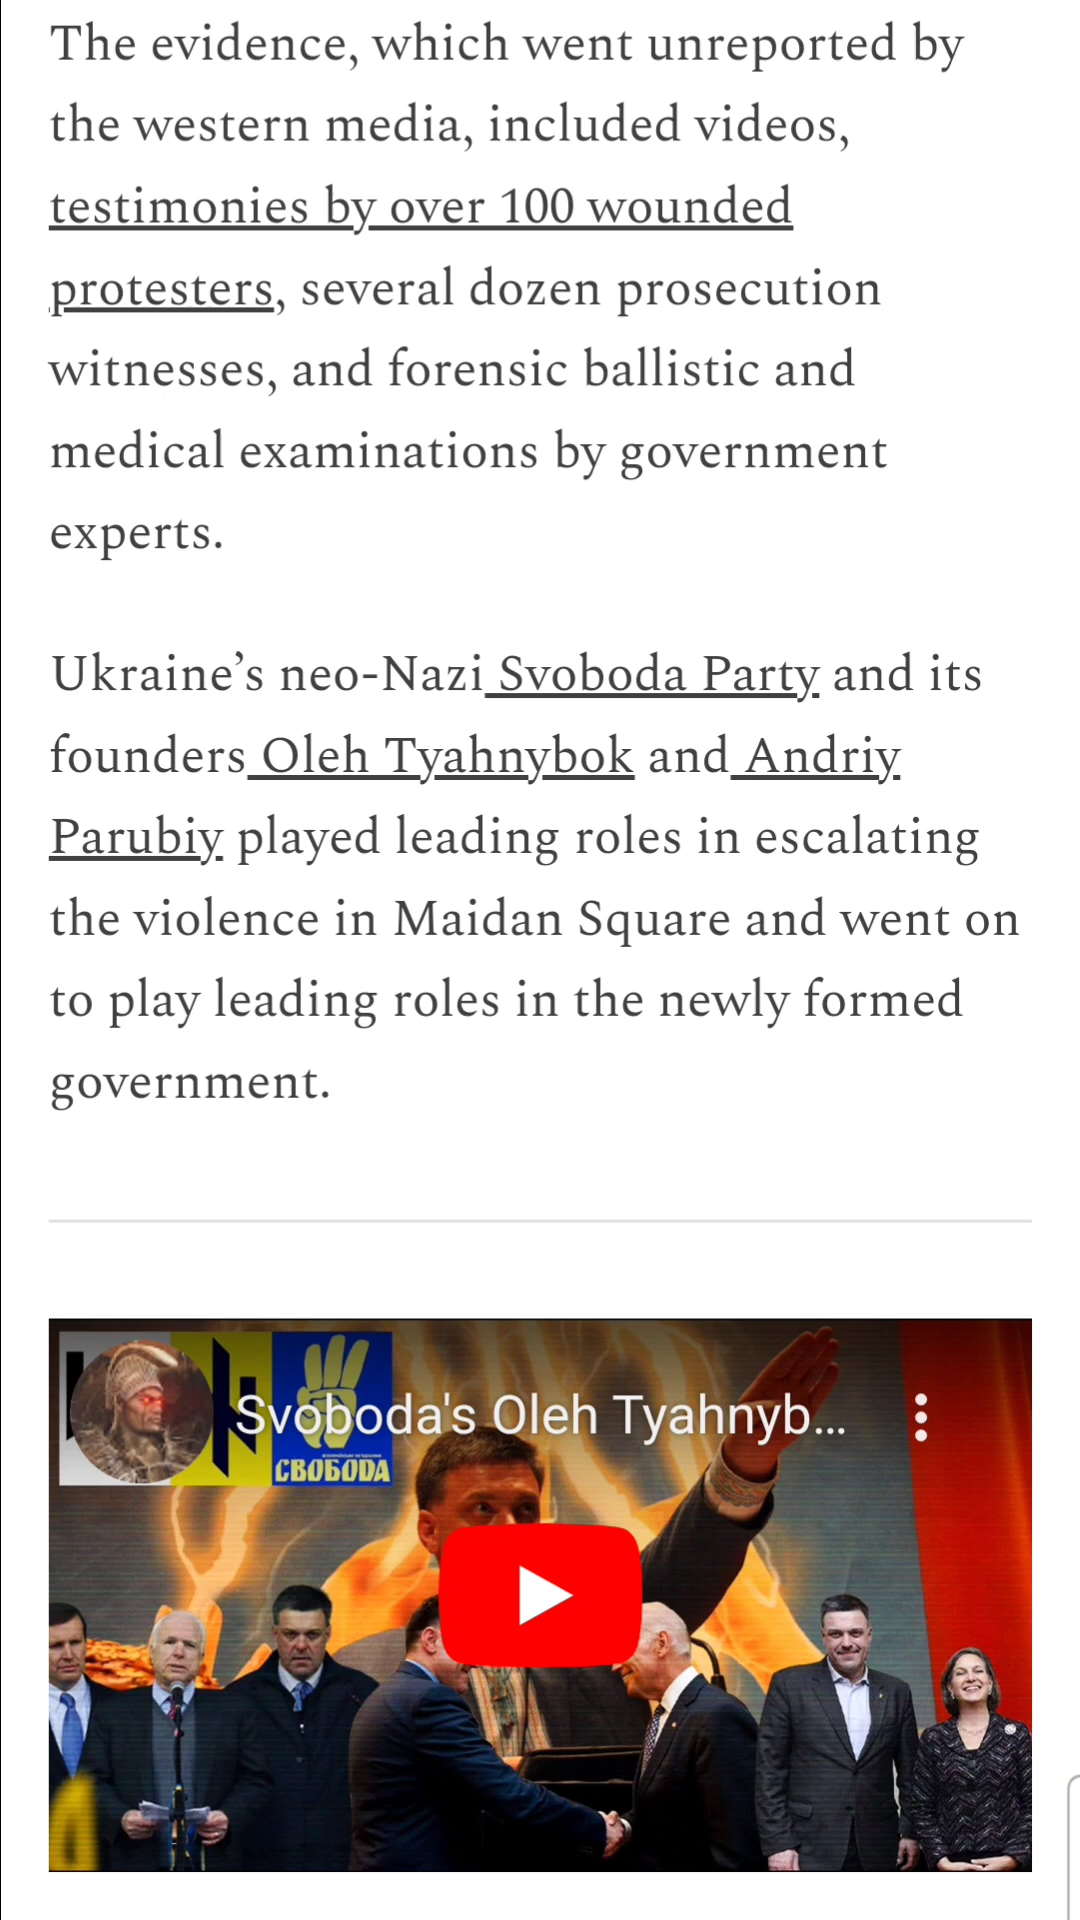 The evidence, which went unreported by
the western media, included videos,
testimonies by over 100 wounded
protesters, several dozen prosecution
witnesses, and forensic ballistic and
medical examinations by government
experts.
Ukraine’s neo-Nazi Svoboda Party and its
founders Oleh Tyahnybok and Andriy
Parubiy played leading roles in escalating
the violence in Maidan Square and went on
to play leading roles in the newly formed
government.
Svoboda's Oleh Tyahnyb...
СВОБОДА